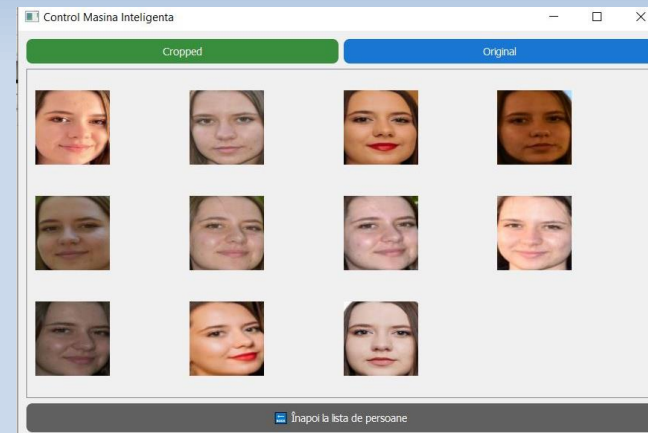 Control Masina Inteligenta
Cropped
Original
Înapoi la lista de persoane